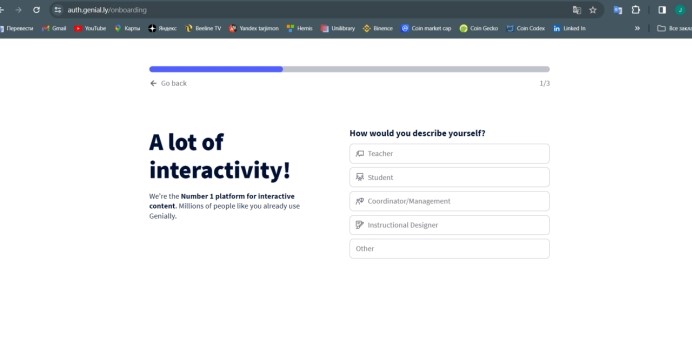 auth.genial.ly/onboarding
Перевести Gmail YouTube Карты Яндекс Beeline TV Yandex tarjimon Hemis Unilibrary Binance Coin market cap Coin Gecko Coin Codex Linked In » Все закл
Go back 1/3
A lot of
interactivity!
We're the Number 1 platform for interactive
content. Millions of people like you already use
Genially.
How would you describe yourself?
Teacher
Student
Coordinator/Management
Instructional Designer
Other